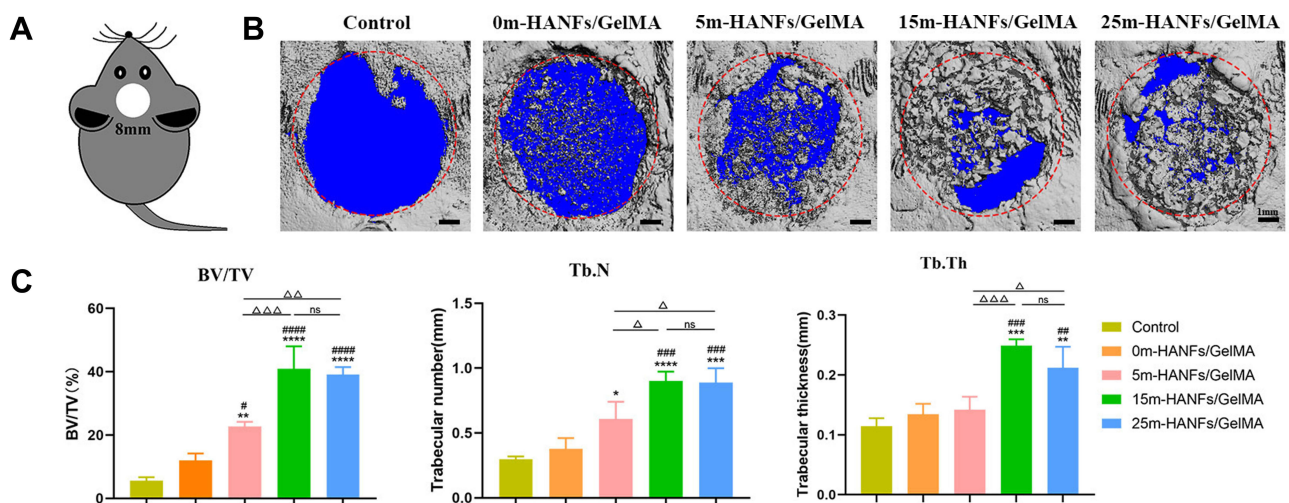 A
8mm
B
Control
0m-HANFs/GelMA
5m-HANFs/GelMA
15m-HANFs/GelMA
25m-HANFs/GelMA
1mm
C
BV/TV
BV/TV(%)
60
40
20
0
#
**
####
****
####
****
△△△
△△
ns
Tb.N
Trabecular number(mm)
1.5
1.0
0.5
0.0
*
###
****
###
***
△
△
ns
Tb.Th
Trabecular thickness(mm)
0.3
0.2
0.1
0.0
###
***
##
**
△△△
△
ns
Control
0m-HANFs/GelMA
5m-HANFs/GelMA
15m-HANFs/GelMA
25m-HANFs/GelMA